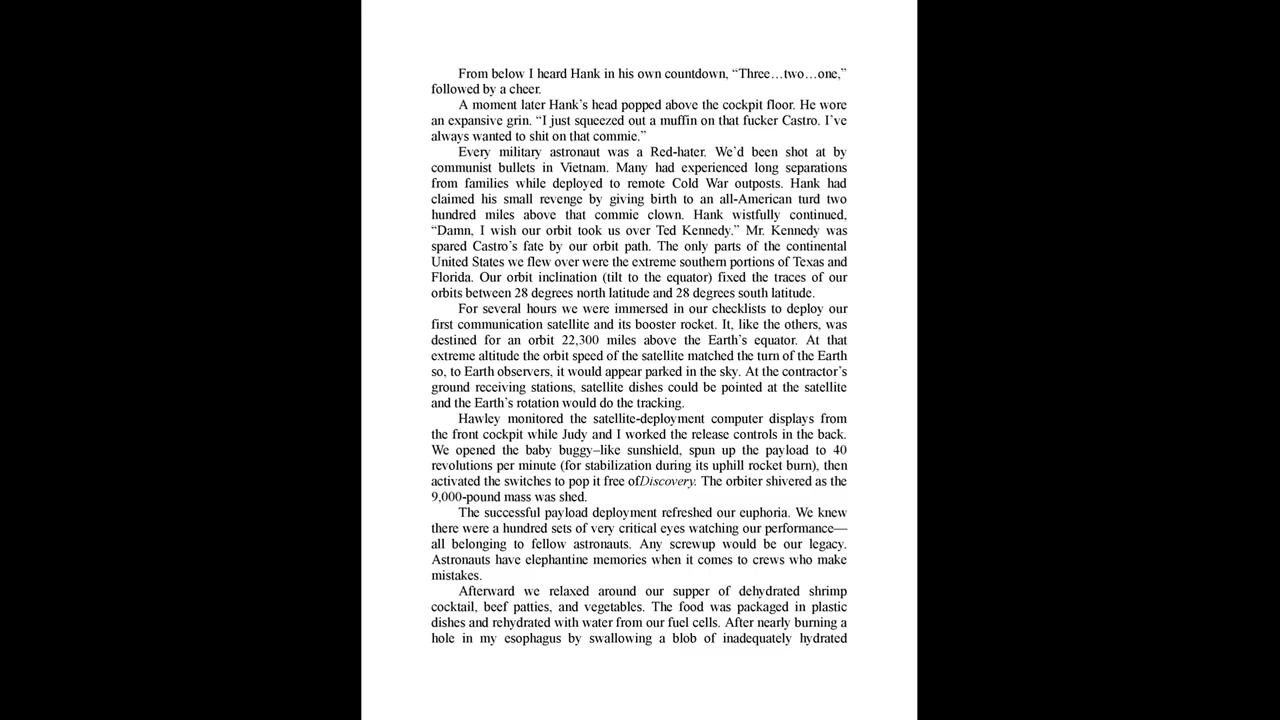 From below I heard Hank in his own countdown, “Three…two…one,”
followed by a cheer.
A moment later Hank’s head popped above the cockpit floor. He wore
an expansive grin. “I just squeezed out a muffin on that fucker Castro. I’ve
always wanted to shit on that commie.”
Every military astronaut was a Red-hater. We’d been shot at by
communist bullets in Vietnam. Many had experienced long separations
from families while deployed to remote Cold War outposts. Hank had
claimed his small revenge by giving birth to an all-American turd two
hundred miles above that commie clown. Hank wistfully continued,
“Damn, I wish our orbit took us over Ted Kennedy.” Mr. Kennedy was
spared Castro’s fate by our orbit path. The only parts of the continental
United States we flew over were the extreme southern portions of Texas and
Florida. Our orbit inclination (tilt to the equator) fixed the traces of our
orbits between 28 degrees north latitude and 28 degrees south latitude.
For several hours we were immersed in our checklists to deploy our
first communication satellite and its booster rocket. It, like the others, was
destined for an orbit 22,300 miles above the Earth’s equator. At that
extreme altitude the orbit speed of the satellite matched the turn of the Earth
so, to Earth observers, it would appear parked in the sky. At the contractor’s
ground receiving stations, satellite dishes could be pointed at the satellite
and the Earth’s rotation would do the tracking.
Hawley monitored the satellite-deployment computer displays from
the front cockpit while Judy and I worked the release controls in the back.
We opened the baby buggy–like sunshield, spun up the payload to 40
revolutions per minute (for stabilization during its uphill rocket burn), then
activated the switches to pop it free ofDiscovery. The orbiter shivered as the
9,000-pound mass was shed.
The successful payload deployment refreshed our euphoria. We knew
there were a hundred sets of very critical eyes watching our performance—
all belonging to fellow astronauts. Any screwup would be our legacy.
Astronauts have elephantine memories when it comes to crews who make
mistakes.
Afterward we relaxed around our supper of dehydrated shrimp
cocktail, beef patties, and vegetables. The food was packaged in plastic
dishes and rehydrated with water from our fuel cells. After nearly burning a
hole in my esophagus by swallowing a blob of inadequately hydrated